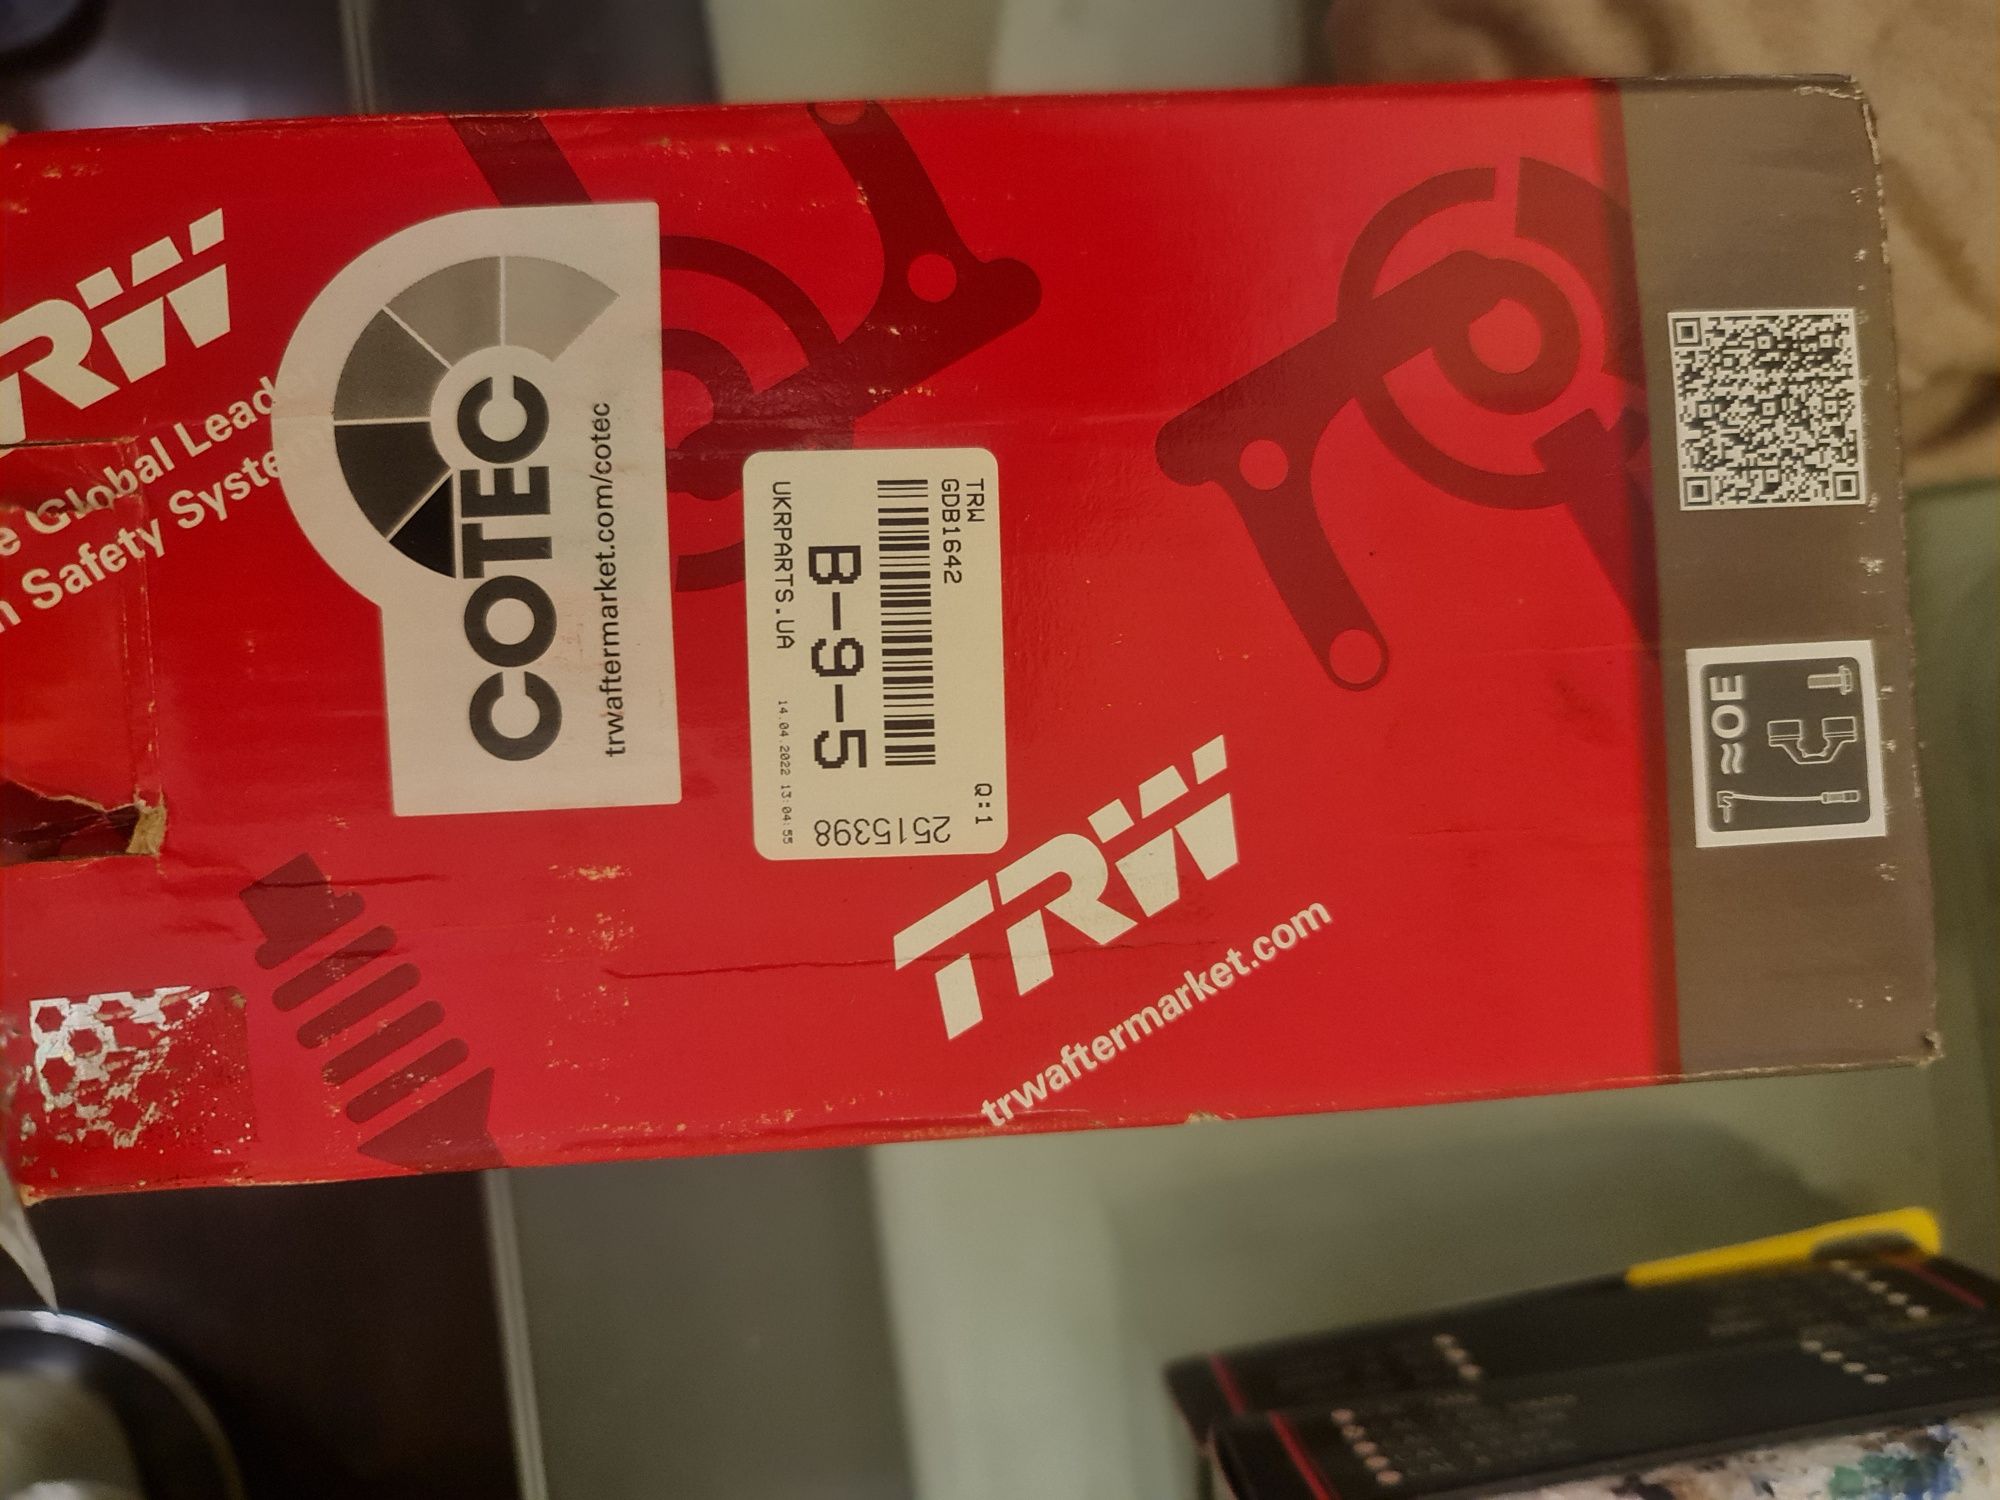 TRW
Global Lead
Safety Syste
COTEC
trwaftermarket.com/cotec
TRW
GDB1642
Q:1
B-9-5
2515398
UKRPARTS.UA
14.04.2022 13:04:55
TRW
trwaftermarket.com
≈OE